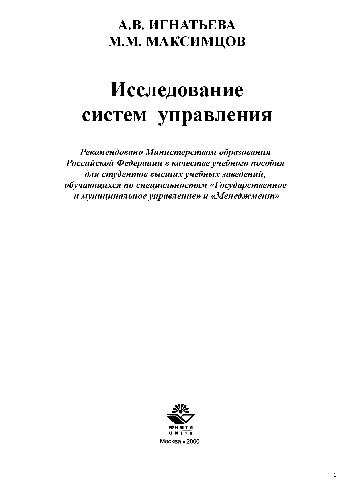 А.В. ИГНАТЬЕВА
М.М. МАКСИМЦОВ
Исследование
систем управления
Рекомендовано Министерством образования
Российской Федерации в качестве учебного пособия
для студентов высших учебных заведений,
обучающихся по специальностям «Государственное
и муниципальное управление» и «Менеджмент»
Москва • 2000